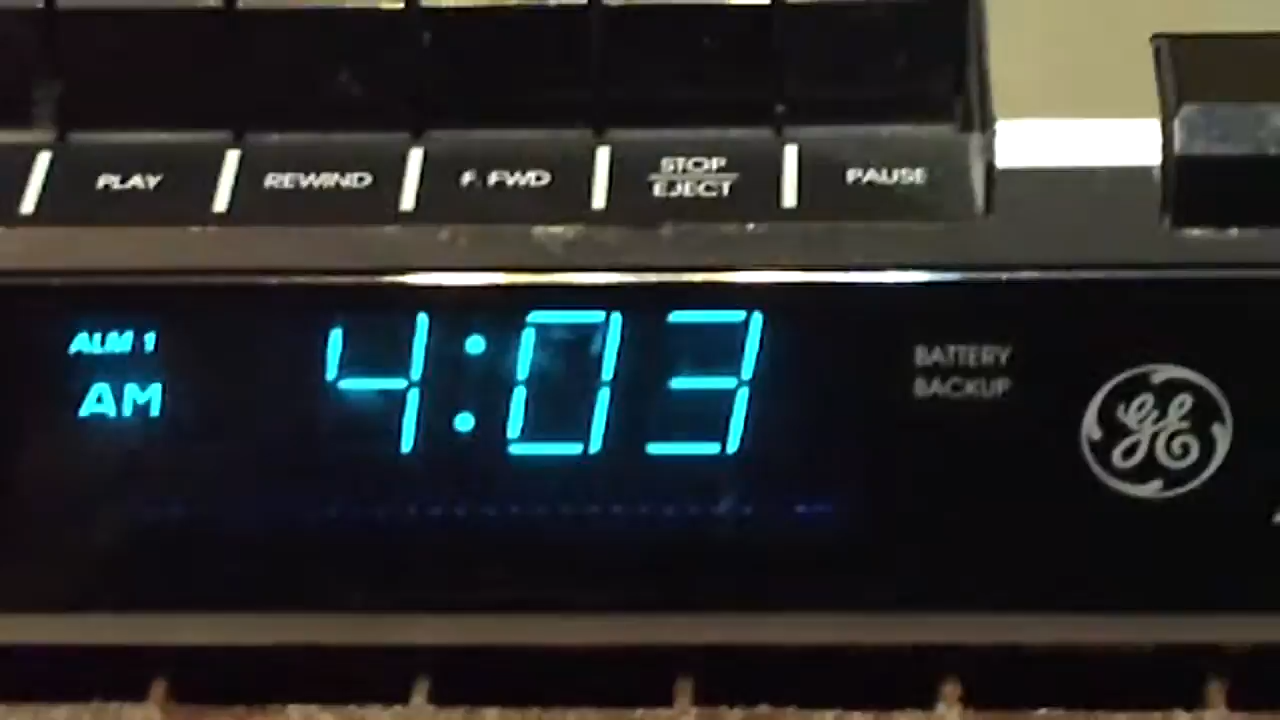 PLAY REWIND F. FWD STOP PAUSE
EJECT
ALM 1
AM
4:03
BATTERY
BACKUP
GE